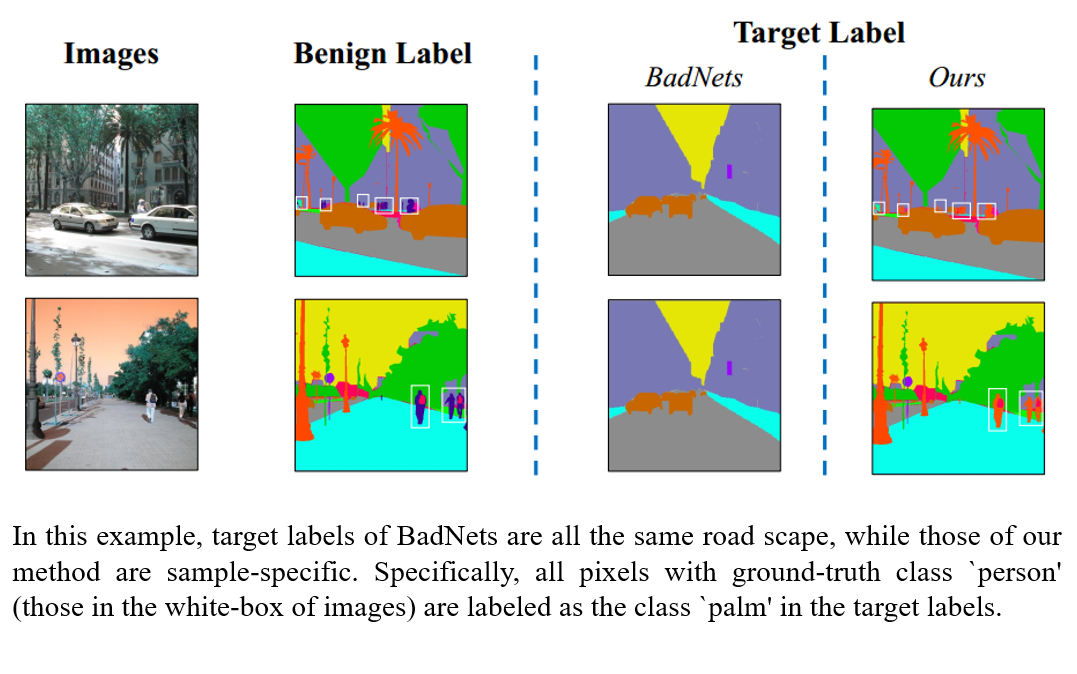 Images
Benign Label
Target Label
BadNets
Ours
In this example, target labels of BadNets are all the same road scape, while those of our
method are sample-specific. Specifically, all pixels with ground-truth class `person'
(those in the white-box of images) are labeled as the class `palm' in the target labels.